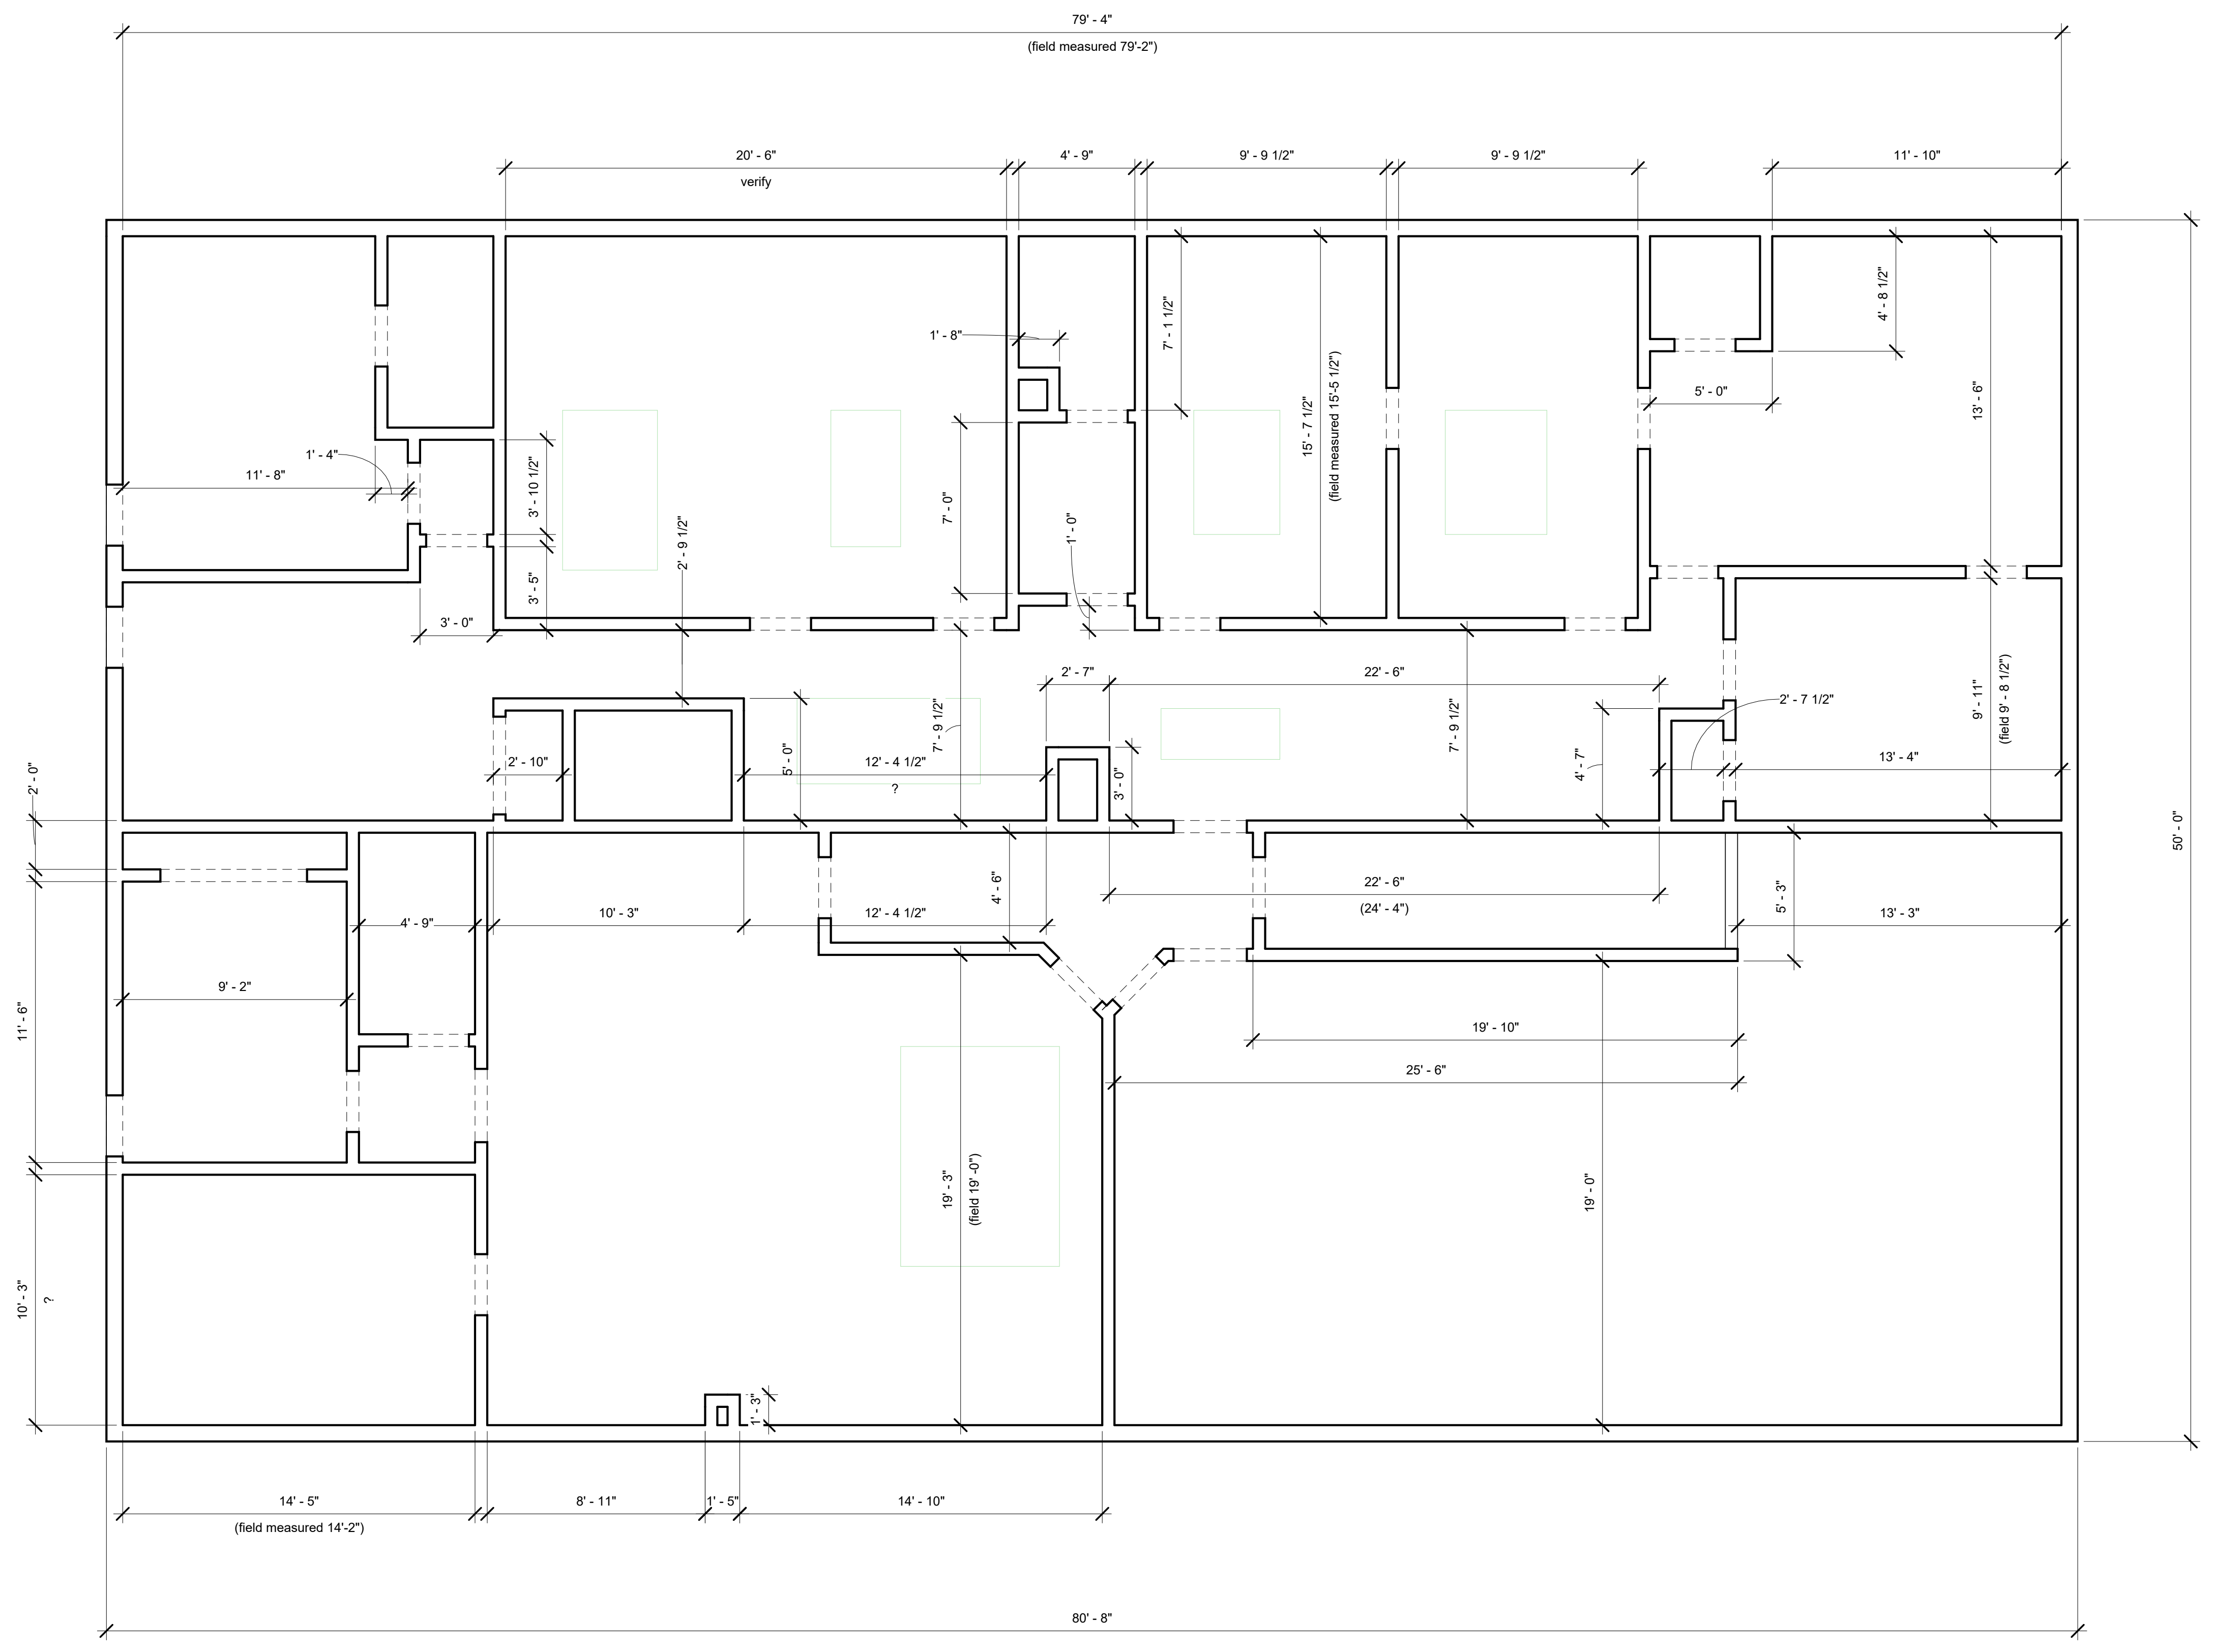 79' - 4"
(field measured 79'-2")
20' - 6"
verify
4' - 9"
9' - 9 1/2"
9' - 9 1/2"
11' - 10"
1' - 8"
7' - 1 1/2"
15' - 7 1/2"
(field measured 15'-5 1/2")
4' - 8 1/2"
13' - 6"
5' - 0"
1' - 4"
11' - 8"
3' - 10 1/2"
3' - 5"
3' - 0"
2' - 9 1/2"
7' - 0"
1' - 0"
2' - 7"
22' - 6"
7' - 9 1/2"
7' - 9 1/2"
9' - 11"
(field 9' - 8 1/2")
2' - 7 1/2"
2' - 10"
5' - 0"
12' - 4 1/2"
?
3' - 0"
4' - 7"
13' - 4"
2' - 0"
50' - 0"
4' - 6"
22' - 6"
(24' - 4")
5' - 3"
13' - 3"
4' - 9"
10' - 3"
12' - 4 1/2"
9' - 2"
11' - 6"
19' - 10"
25' - 6"
19' - 3"
(field 19' -0")
19' - 0"
10' - 3"
?
1' - 3"
14' - 5"
(field measured 14'-2")
8' - 11"
1' - 5"
14' - 10"
80' - 8"